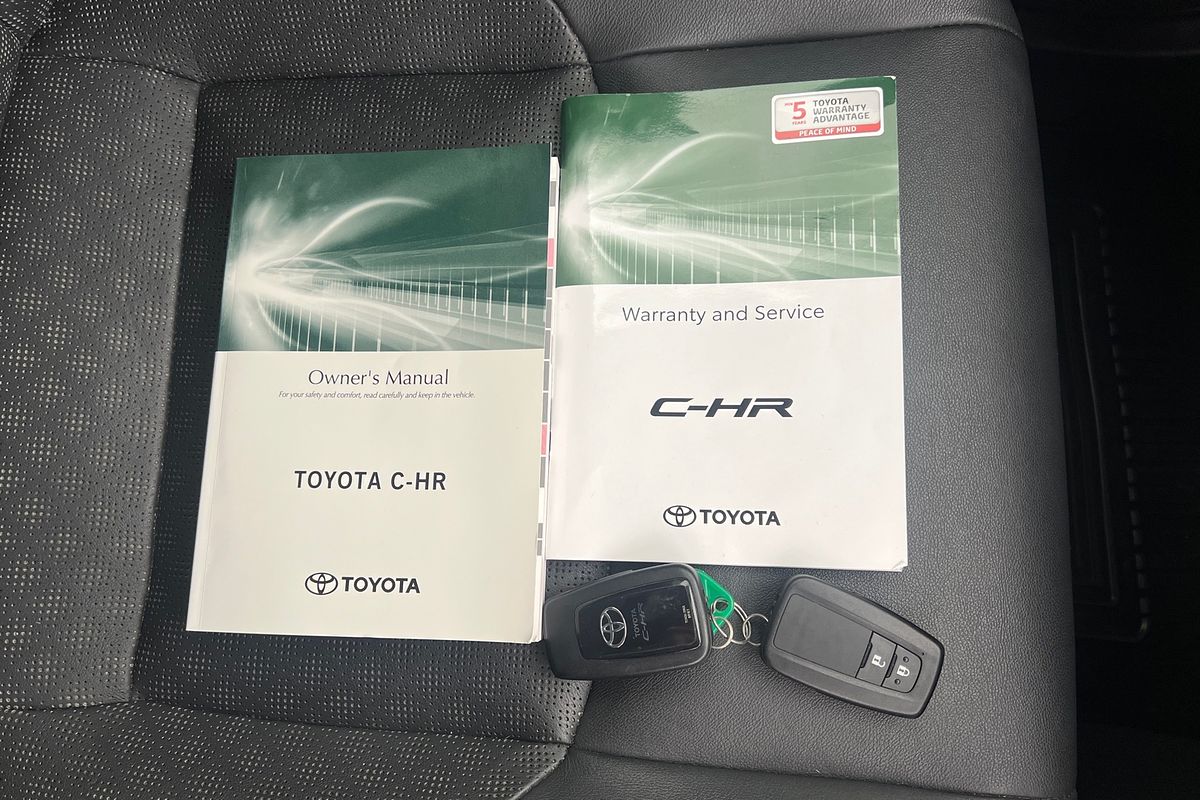 Owner's Manual
For your safety and comfort, read carefully and keep in the vehicle.
TOYOTA C-HR
TOYOTA
5
YEARS
TOYOTA
WARRANTY
ADVANTAGE
PEACE OF MIND
Warranty and Service
C-HR
TOYOTA
TOYOTA
C-HR